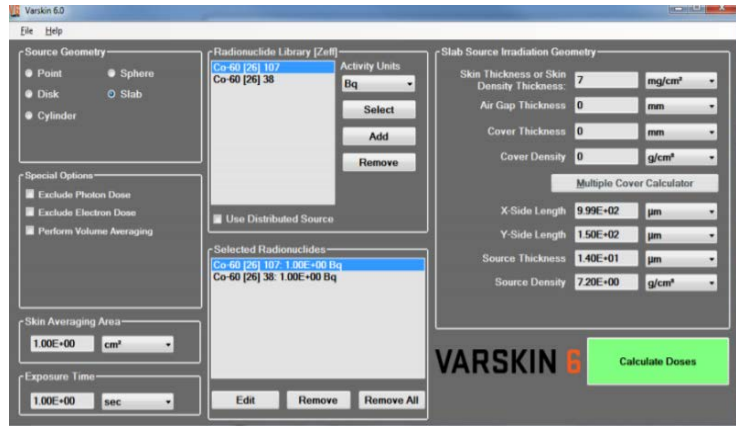 Varskin 6.0
File Help
Source Geometry
Point Sphere
Disk Slab
Cylinder
Special Options
Exclude Photon Dose
Exclude Electron Dose
Perform Volume Averaging
Skin Averaging Area
1.00E+00 cm²
Exposure Time
1.00E+00 sec
Radionuclide Library [Zeff]
Co-60 [26] 107
Co-60 [26] 38
Activity Units
Bq
Select
Add
Remove
Use Distributed Source
Selected Radionuclides
Co-60 [26] 107: 1.00E+00 Bq
Co-60 [26] 38: 1.00E+00 Bq
Edit Remove Remove All
Slab Source Irradiation Geometry
Skin Thickness or Skin
Density Thickness: 7 mg/cm²
Air Gap Thickness 0 mm
Cover Thickness 0 mm
Cover Density 0 g/cm³
Multiple Cover Calculator
X-Side Length 9.99E+02 µm
Y-Side Length 1.50E+02 µm
Source Thickness 1.40E+01 µm
Source Density 7.20E+00 g/cm³
VARSKIN 6
Calculate Doses